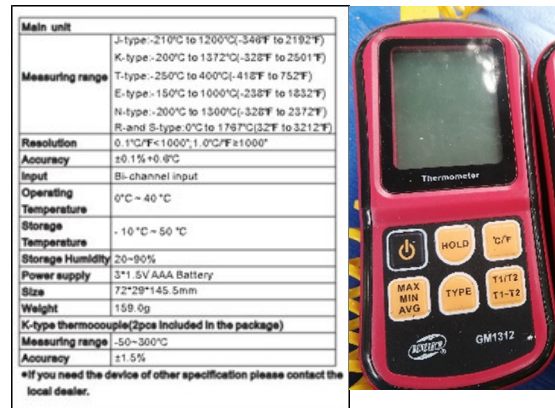 Main unit
Measuring range
J-type:-210°C to 1200°C(-346°F to 2192°F)
K-type:-200°C to 1372°C(-328°F to 2501°F)
T-type:-250°C to 400°C(-418°F to 752°F)
E-type:-150°C to 1000°C(-238°F to 1832°F)
N-type:-200°C to 1300°C(-328°F to 2372°F)
R-and S-type:0°C to 1767°C(32°F to 3212°F)
Resolution 0.1°C/°F<1000°;1.0°C/°F≥1000°
Accuracy ±0.1%+0.6°C
Input Bi-channel input
Operating Temperature 0°C ~ 40 °C
Storage Temperature - 10 °C ~ 50 °C
Storage Humidity 20~90%
Power supply 3*1.5V AAA Battery
Size 72*29*145.5mm
Weight 159.0g
K-type thermocouple(2pcs included in the package)
Measuring range -50~300°C
Accuracy ±1.5%
*If you need the device of other specification please contact the
local dealer.
Thermometer
HOLD
°C/°F
MAX
MIN
AVG
TYPE
T1/T2
T1-T2
BENETECH
GM1312